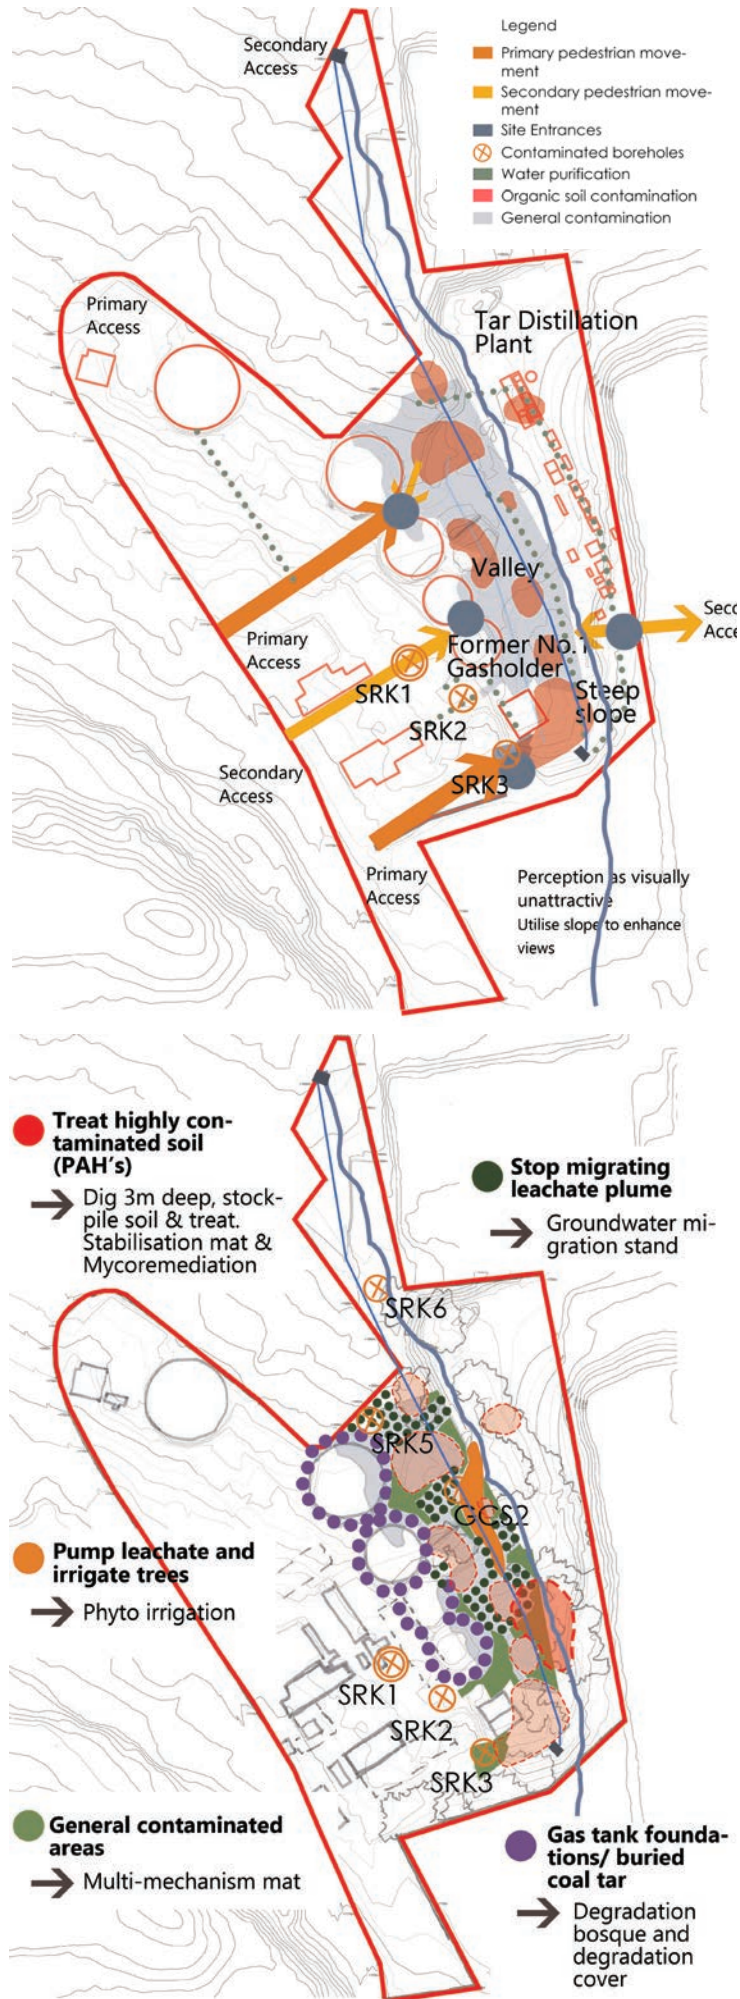 Legend
Primary pedestrian move-
ment
Secondary pedestrian move-
ment
Site Entrances
Contaminated boreholes
Water purification
Organic soil contamination
General contamination
Secondary
Access
Primary
Access
Tar Distillation
Plant
Valley
Primary
Access
Former No.1
Gasholder
SRK1
SRK2
Steep
slope
SRK3
Secondary
Access
Primary
Access
Perception as visually
unattractive
Utilise slope to enhance
views
Treat highly con-
taminated soil
(PAH's)
Dig 3m deep, stock-
pile soil & treat.
Stabilisation mat &
Mycoremediation
Stop migrating
leachate plume
Groundwater mi-
gration stand
SRK6
SRK5
GCS2
Pump leachate and
irrigate trees
Phyto irrigation
SRK1
SRK2
SRK3
General contaminated
areas
Multi-mechanism mat
Gas tank founda-
tions/ buried
coal tar
Degradation
bosque and
degradation
cover